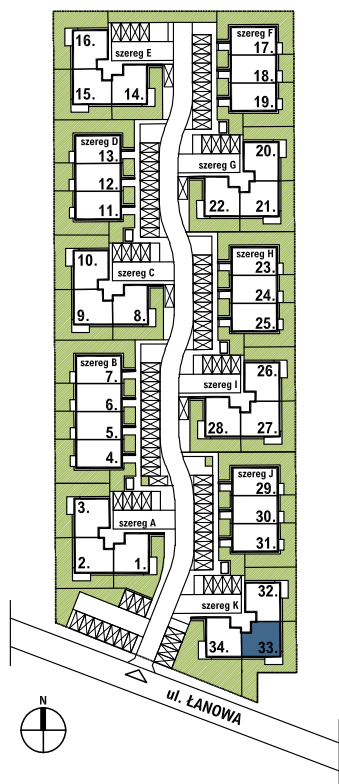 16.
szereg E
15.
14.
szereg F
17.
18.
19.
szereg D
13.
12.
11.
szereg G
20.
22.
21.
10.
szereg C
9.
8.
szereg H
23.
24.
25.
szereg B
7.
6.
5.
4.
szereg I
26.
28.
27.
3.
szereg A
2.
1.
szereg J
29.
30.
31.
szereg K
32.
34.
33.
ul. ŁANOWA
N